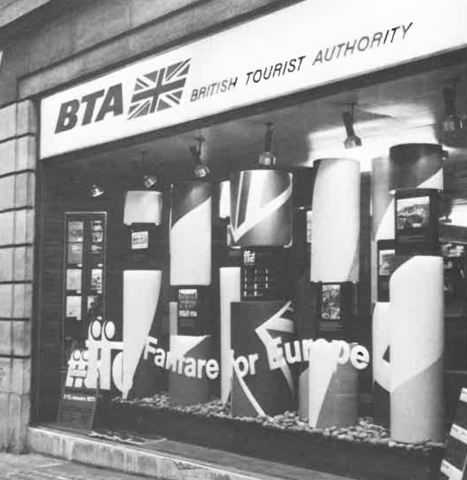 BTA BRITISH TOURIST AUTHORITY
Fanfare for Europe